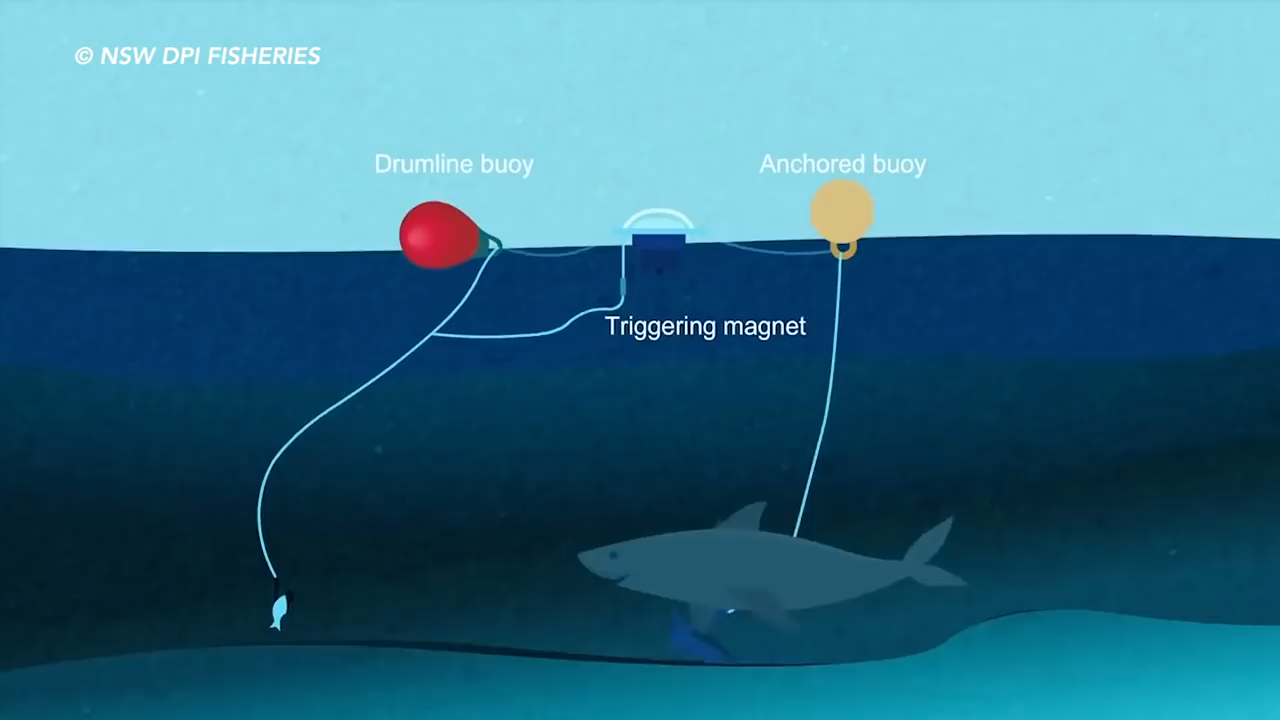 © NSW DPI FISHERIES
Drumline buoy
Anchored buoy
Triggering magnet